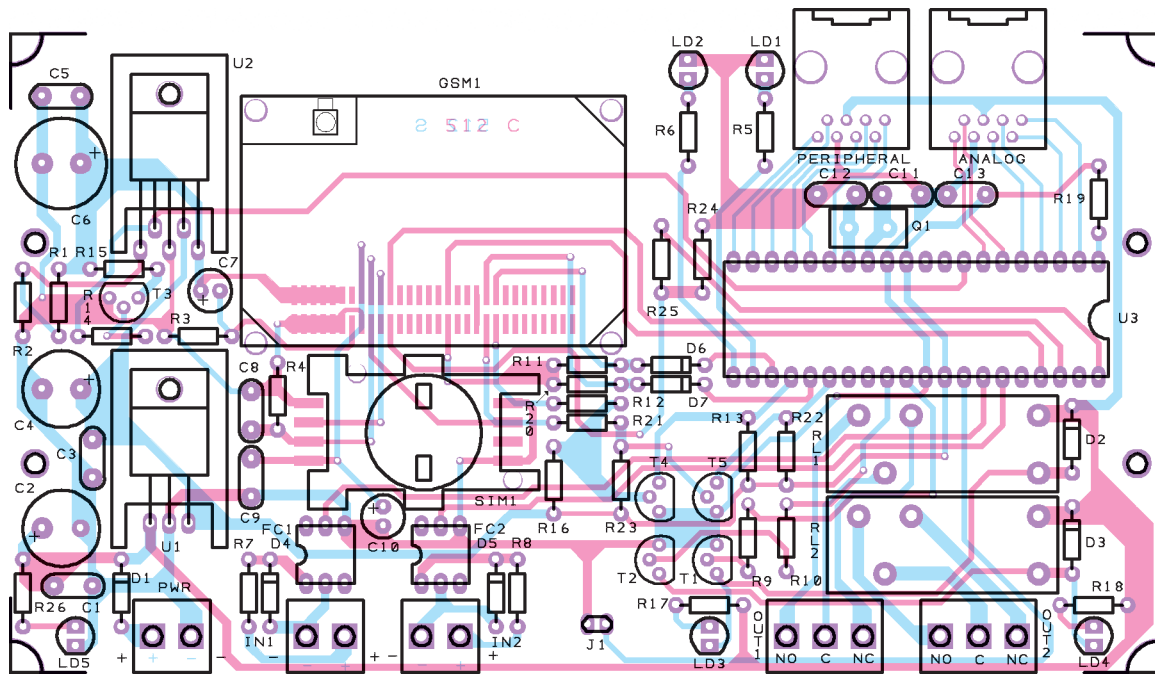 LD2
LD1
C5
U2
GSM1
S12 C
R6
R5
PERIPHERAL
ANALOG
C12
C11
C13
R19
C6
R24
Q1
R1
R15
C7
R25
U3
R14
T3
R2
R3
R11
D6
C8
R4
R12
D7
R20
R13
R22
R21
RL1
D2
C4
C3
T4
T5
C2
SIM1
C9
R16
R23
FC1
C10
FC2
U1
R7
D4
D5
R8
RL2
D3
D1
PWR
T2
T1
R9
R10
R26
C1
R17
R18
IN1
IN2
J1
OUT1
OUT2
NO
C
NC
NO
C
NC
LD5
+
-
-
+
-
+
LD3
LD4